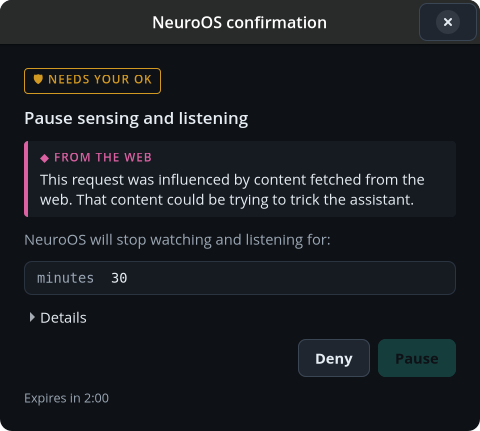 NeuroOS confirmation
NEEDS YOUR OK
Pause sensing and listening
FROM THE WEB
This request was influenced by content fetched from the
web. That content could be trying to trick the assistant.
NeuroOS will stop watching and listening for:
minutes 30
Details
Deny Pause
Expires in 2:00